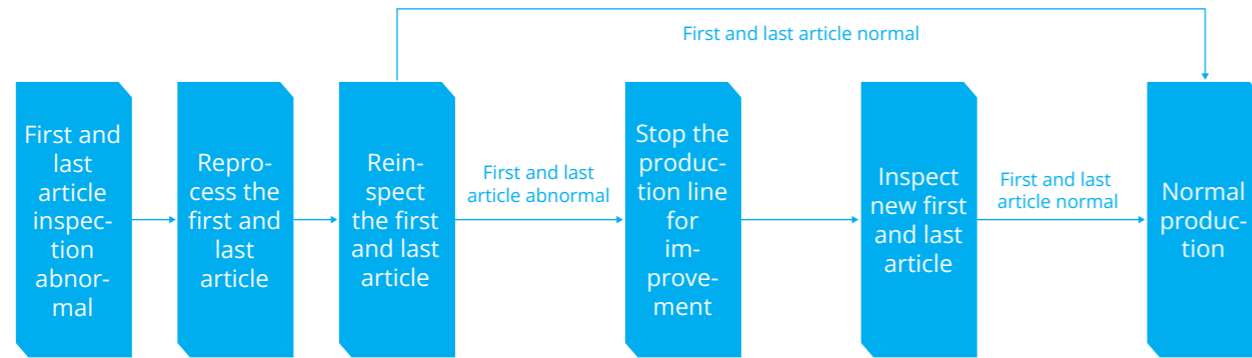 First and last article normal
First and
last
article
inspec-
tion
abnor-
mal
Repro-
cess the
first and
last
article
Rein-
spect
the first
and last
article
First and last
article abnormal
Stop the
produc-
tion line
for
im-
prove-
ment
Inspect
new first
and last
article
First and last
article normal
Normal
produc-
tion